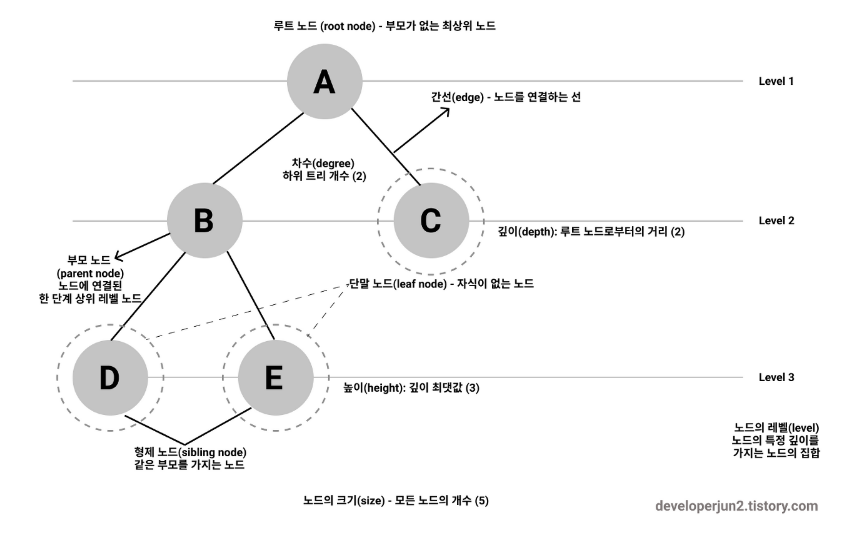 루트 노드 (root node) - 부모가 없는 최상위 노드
A
Level 1
간선(edge) - 노드를 연결하는 선
차수(degree)
하위 트리 개수 (2)
B
C
Level 2
깊이(depth): 루트 노드로부터의 거리 (2)
부모 노드
(parent node)
노드에 연결된
한 단계 상위 레벨 노드
단말 노드(leaf node) - 자식이 없는 노드
D
E
Level 3
높이(height): 깊이 최댓값 (3)
노드의 레벨(level)
노드의 특정 깊이를
가지는 노드의 집합
형제 노드(sibling node)
같은 부모를 가지는 노드
노드의 크기(size) - 모든 노드의 개수 (5)
developerjun2.tistory.com